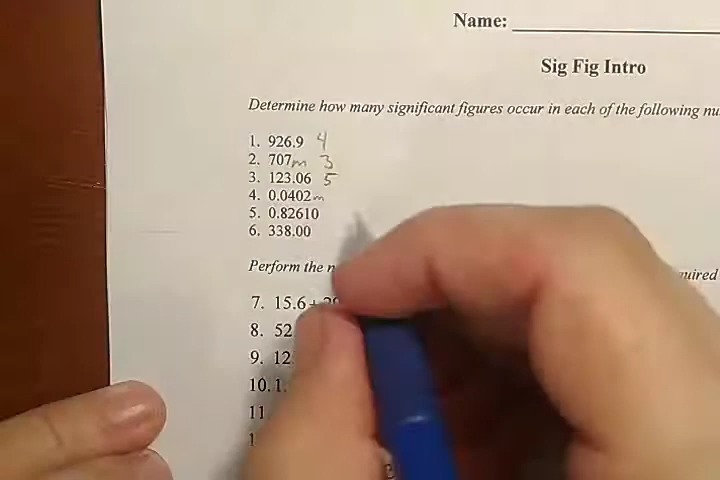 Name:
Sig Fig Intro
Determine how many significant figures occur in each of the following nu
1. 926.9 4
2. 707m 3
3. 123.06 5
4. 0.0402m
5. 0.82610
6. 338.00
Perform the n quired
7. 15.6+
8. 52
9. 12
10. 1.
11
1